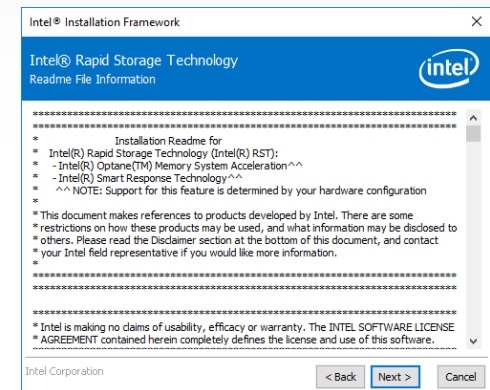 Intel® Installation Framework
Intel® Rapid Storage Technology
Readme File Information
intel
******************************************************************************
******************************************************************************
* Installation Readme for
* Intel(R) Rapid Storage Technology (Intel(R) RST):
* - Intel(R) Optane(TM) Memory System Acceleration^^
* - Intel(R) Smart Response Technology^^
* ^^ NOTE: Support for this feature is determined by your hardware configuration
*
* This document makes references to products developed by Intel. There are some
* restrictions on how these products may be used, and what information may be disclosed to
* others. Please read the Disclaimer section at the bottom of this document, and contact
* your Intel field representative if you would like more information.
*
******************************************************************************
******************************************************************************
******************************************************************************
* Intel is making no claims of usability, efficacy or warranty. The INTEL SOFTWARE LICENSE
* AGREEMENT contained herein completely defines the license and use of this software.
******************************************************************************
Intel Corporation
< Back Next > Cancel